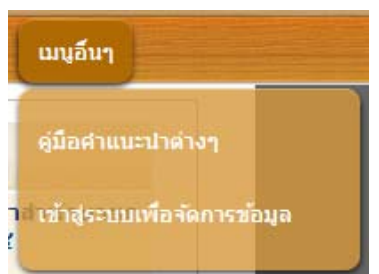 เมนูอื่นๆ
คู่มือคำแนะนำต่างๆ
เข้าสู่ระบบเพื่อจัดการข้อมูล